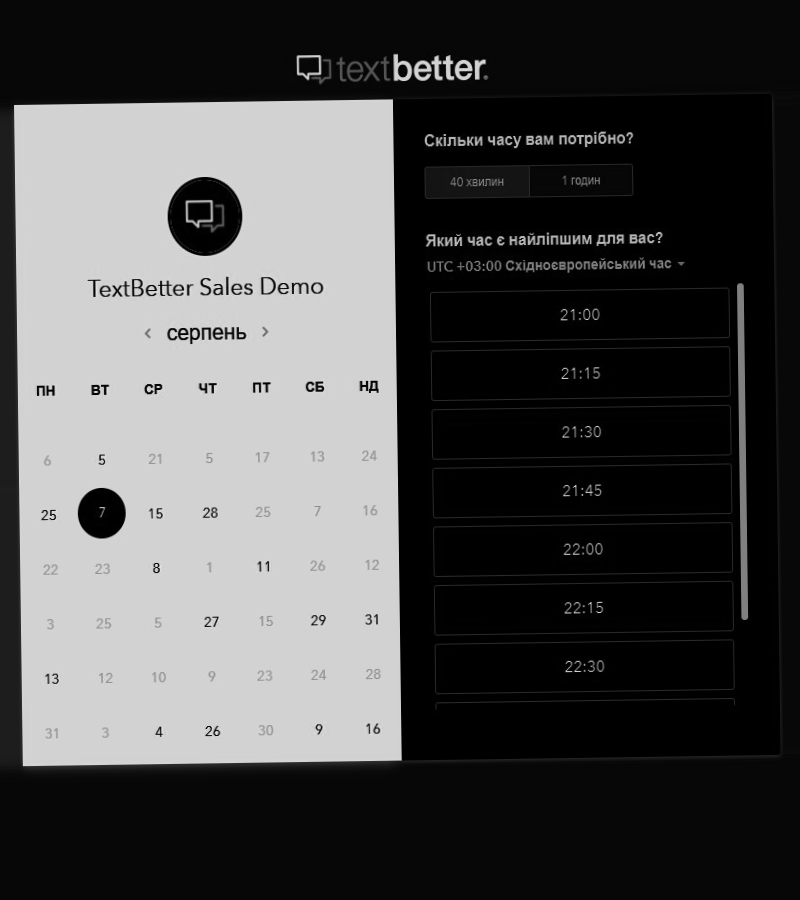 textbetter.
TextBetter Sales Demo
‹ серпень ›
ПН ВТ СР ЧТ ПТ СБ НД
6 5 21 5 17 13 24
25 7 15 28 25 7 16
22 23 8 1 11 26 12
3 25 5 27 15 29 31
13 12 10 9 23 24 28
31 3 4 26 30 9 16
Скільки часу вам потрібно?
40 хвилин 1 годин
Який час є найліпшим для вас?
UTC +03:00 Східноєвропейський час
21:00
21:15
21:30
21:45
22:00
22:15
22:30